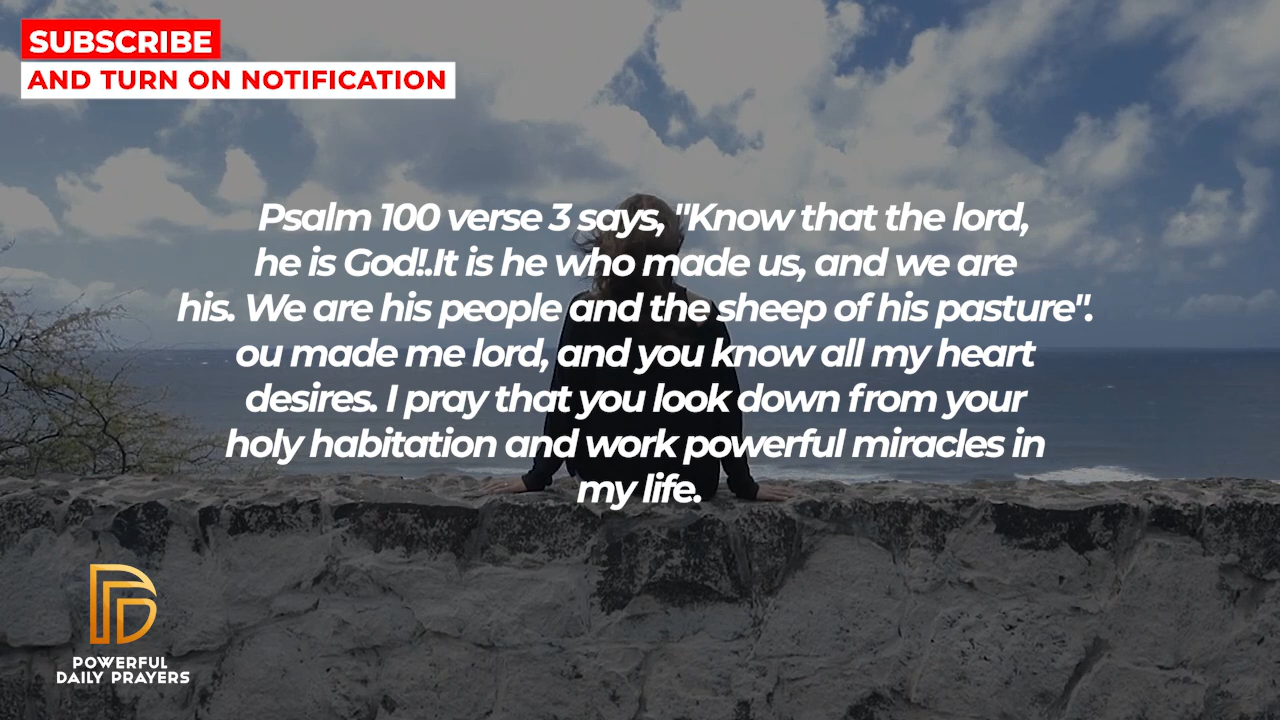 SUBSCRIBE
AND TURN ON NOTIFICATION
Psalm 100 verse 3 says, "Know that the lord,
he is God!.It is he who made us, and we are
his. We are his people and the sheep of his pasture".
ou made me lord, and you know all my heart
desires. I pray that you look down from your
holy habitation and work powerful miracles in
my life.
POWERFUL
DAILY PRAYERS